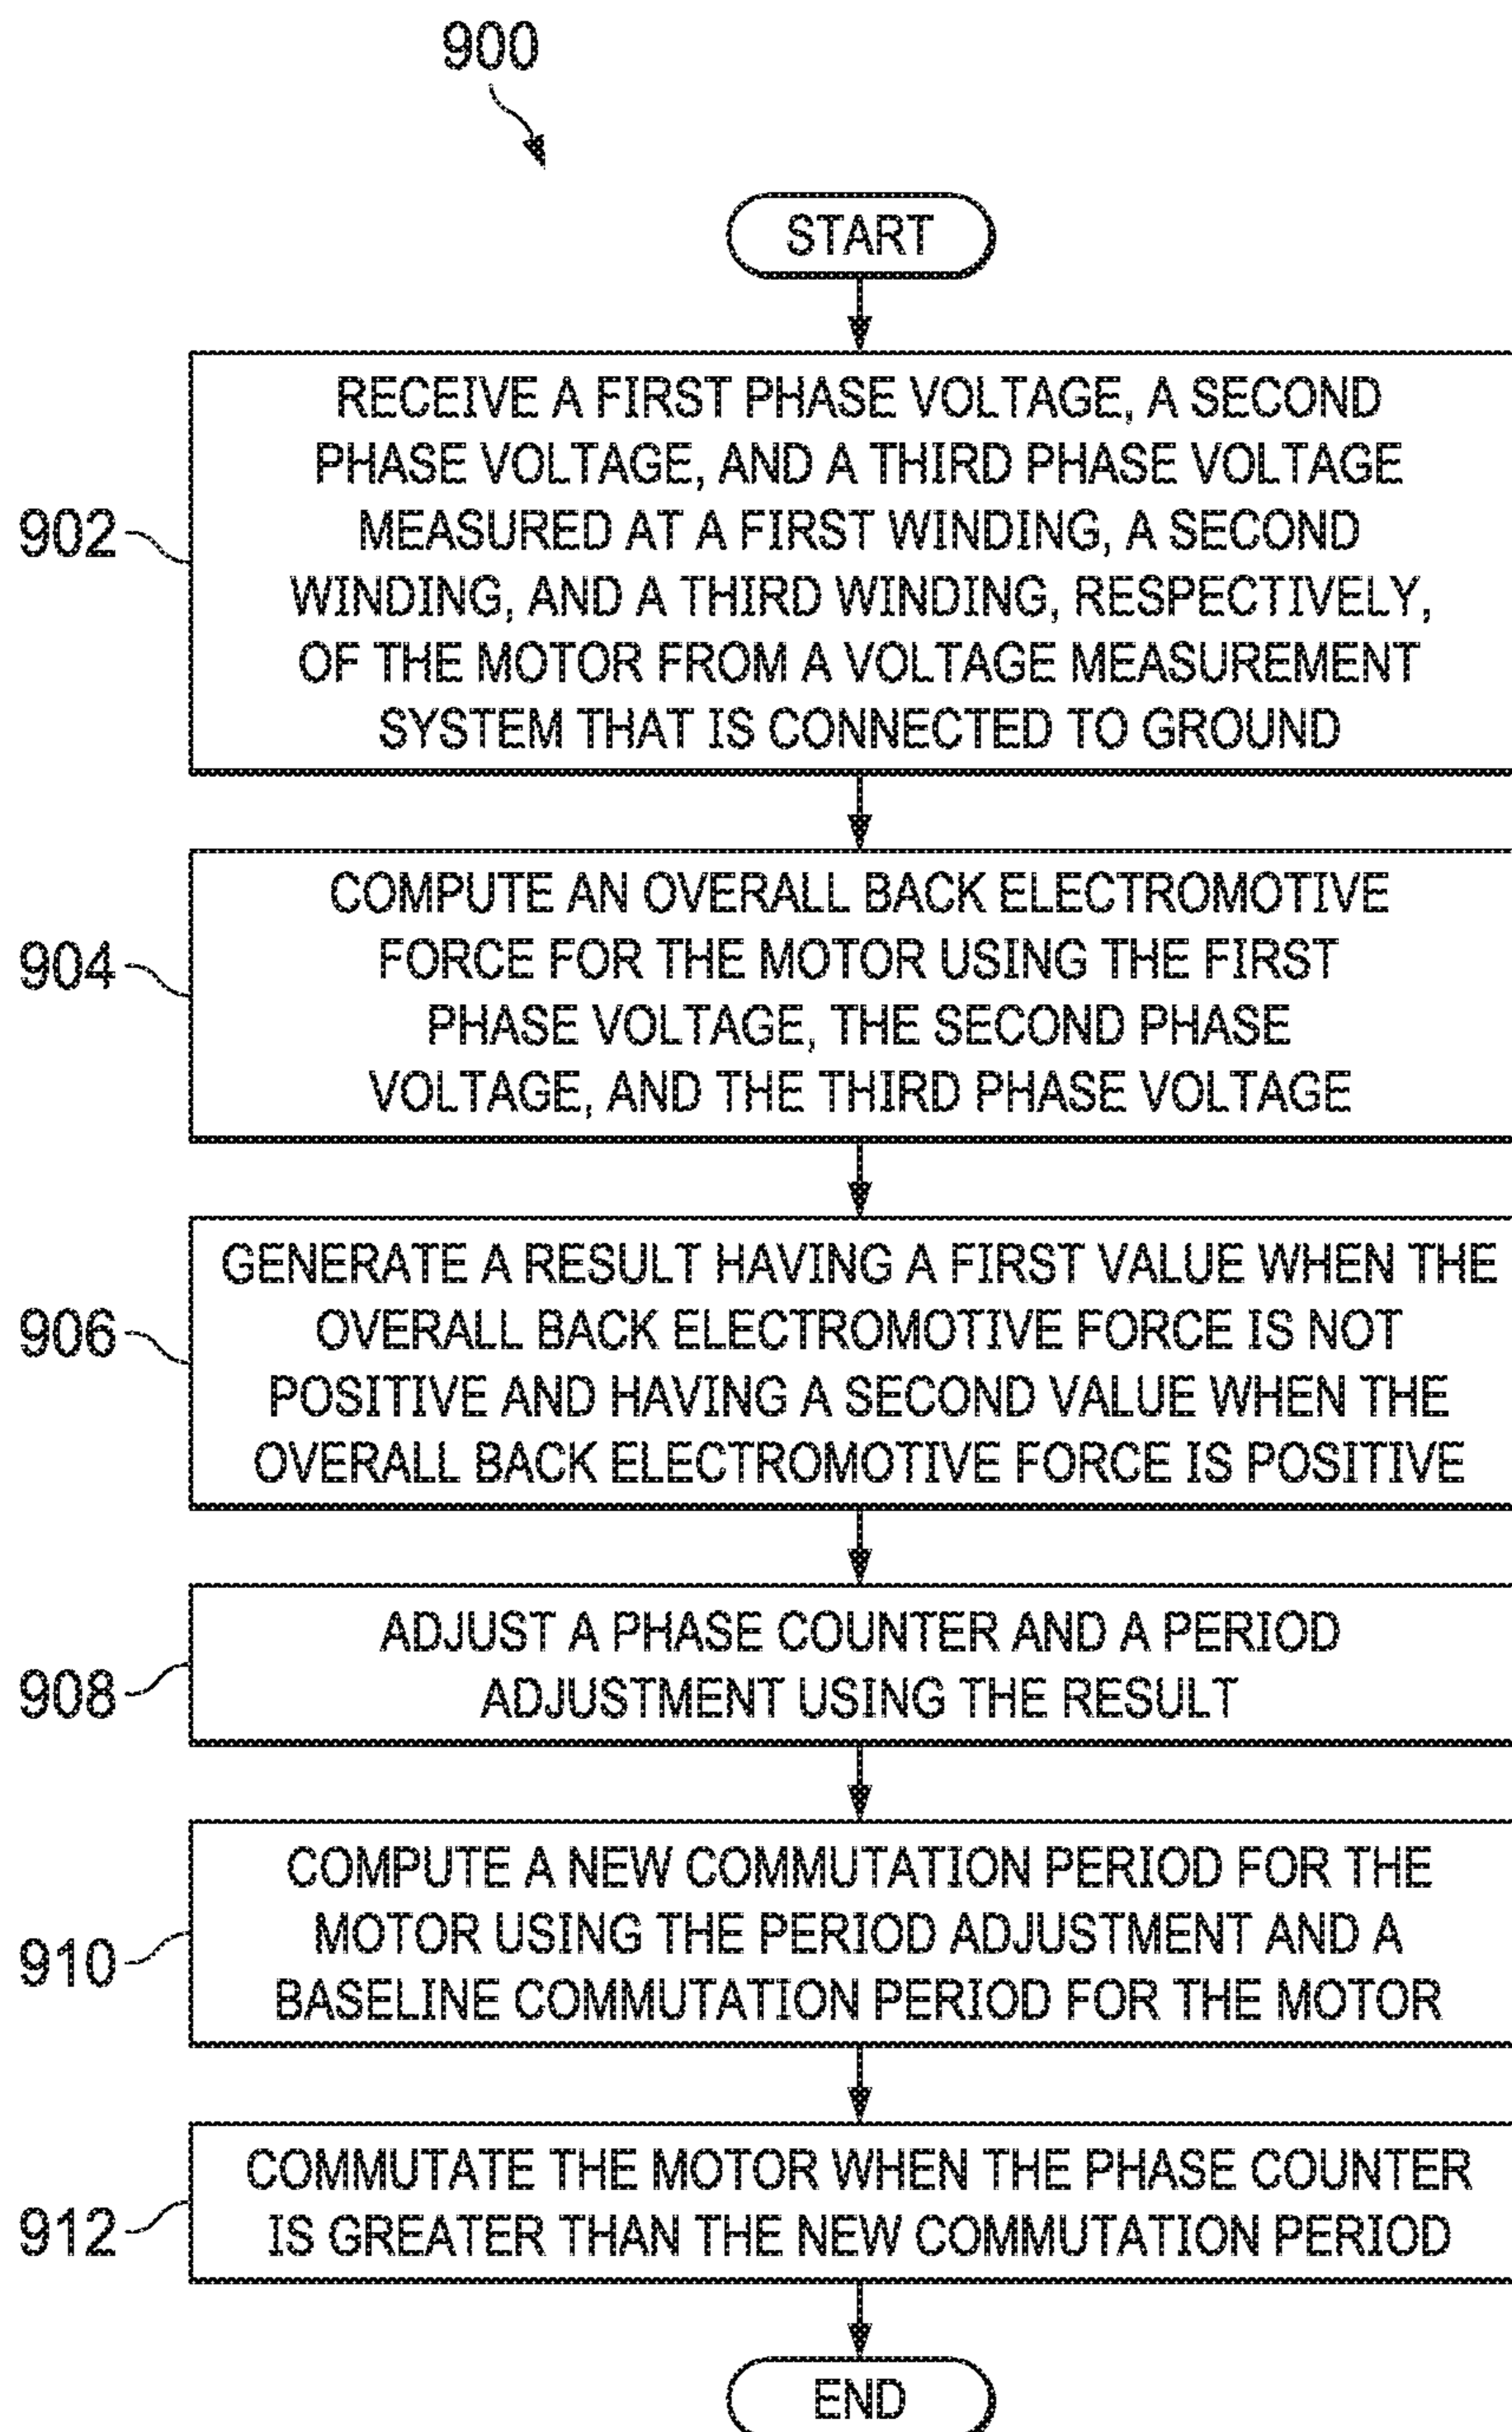 900
START
902
RECEIVE A FIRST PHASE VOLTAGE, A SECOND
PHASE VOLTAGE, AND A THIRD PHASE VOLTAGE
MEASURED AT A FIRST WINDING, A SECOND
WINDING, AND A THIRD WINDING, RESPECTIVELY,
OF THE MOTOR FROM A VOLTAGE MEASUREMENT
SYSTEM THAT IS CONNECTED TO GROUND
904
COMPUTE AN OVERALL BACK ELECTROMOTIVE
FORCE FOR THE MOTOR USING THE FIRST
PHASE VOLTAGE, THE SECOND PHASE
VOLTAGE, AND THE THIRD PHASE VOLTAGE
906
GENERATE A RESULT HAVING A FIRST VALUE WHEN THE
OVERALL BACK ELECTROMOTIVE FORCE IS NOT
POSITIVE AND HAVING A SECOND VALUE WHEN THE
OVERALL BACK ELECTROMOTIVE FORCE IS POSITIVE
908
ADJUST A PHASE COUNTER AND A PERIOD
ADJUSTMENT USING THE RESULT
910
COMPUTE A NEW COMMUTATION PERIOD FOR THE
MOTOR USING THE PERIOD ADJUSTMENT AND A
BASELINE COMMUTATION PERIOD FOR THE MOTOR
912
COMMUTATE THE MOTOR WHEN THE PHASE COUNTER
IS GREATER THAN THE NEW COMMUTATION PERIOD
END